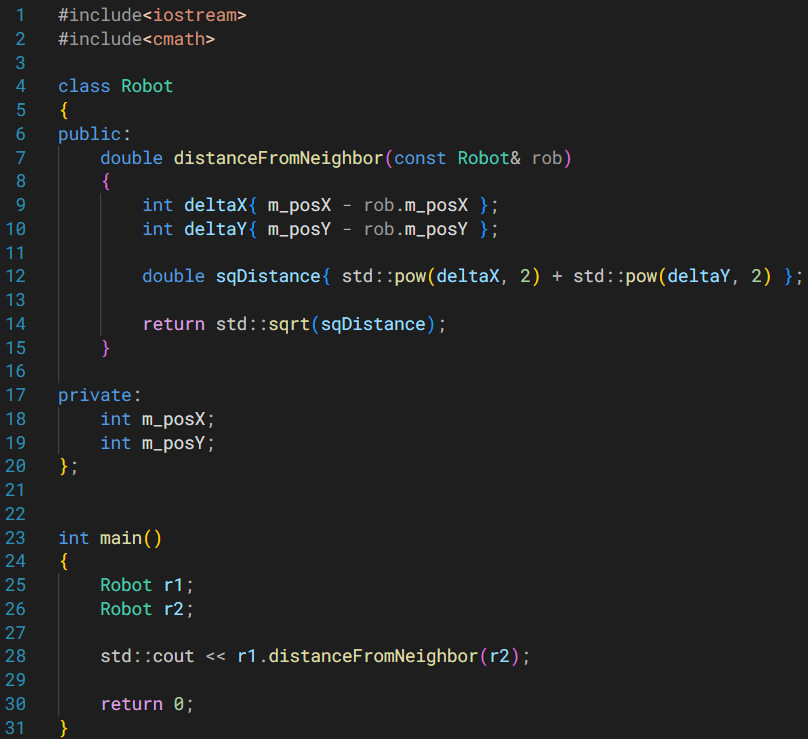 1 #include<iostream>
2 #include<cmath>
3
4 class Robot
5 {
6 public:
7     double distanceFromNeighbor(const Robot& rob)
8     {
9         int deltaX{ m_posX - rob.m_posX };
10         int deltaY{ m_posY - rob.m_posY };
11
12         double sqDistance{ std::pow(deltaX, 2) + std::pow(deltaY, 2) };
13
14         return std::sqrt(sqDistance);
15     }
16
17 private:
18     int m_posX;
19     int m_posY;
20 };
21
22
23 int main()
24 {
25     Robot r1;
26     Robot r2;
27
28     std::cout << r1.distanceFromNeighbor(r2);
29
30     return 0;
31 }